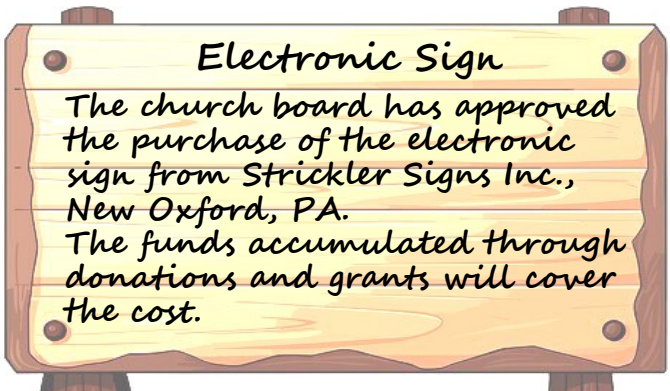 Electronic Sign
The church board has approved
the purchase of the electronic
sign from Strickler Signs Inc.,
New Oxford, PA.
The funds accumulated through
donations and grants will cover
the cost.